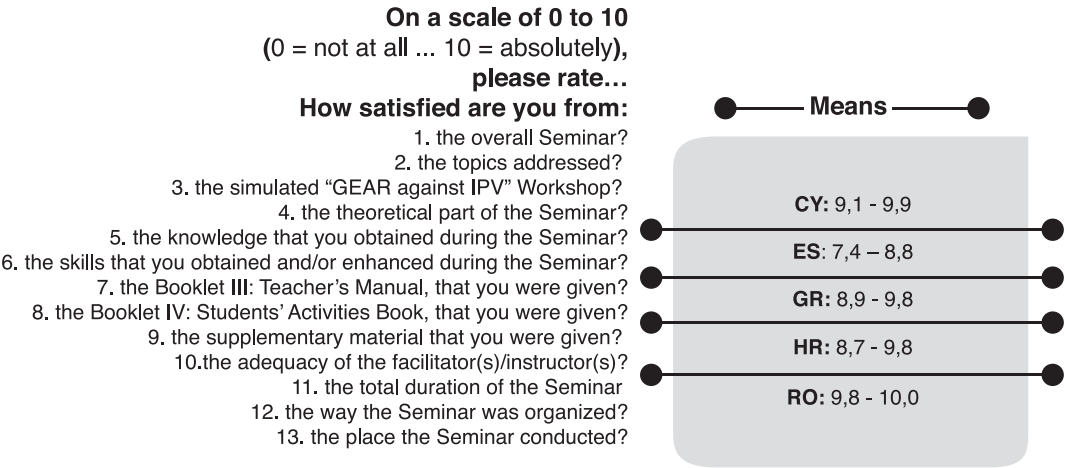 On a scale of 0 to 10
(0 = not at all ... 10 = absolutely),
please rate...
How satisfied are you from:
1. the overall Seminar?
2. the topics addressed?
3. the simulated “GEAR against IPV” Workshop?
4. the theoretical part of the Seminar?
5. the knowledge that you obtained during the Seminar?
6. the skills that you obtained and/or enhanced during the Seminar?
7. the Booklet III: Teacher’s Manual, that you were given?
8. the Booklet IV: Students’ Activities Book, that you were given?
9. the supplementary material that you were given?
10.the adequacy of the facilitator(s)/instructor(s)?
11. the total duration of the Seminar
12. the way the Seminar was organized?
13. the place the Seminar conducted?
Means
CY: 9,1 - 9,9
ES: 7,4 – 8,8
GR: 8,9 - 9,8
HR: 8,7 - 9,8
RO: 9,8 - 10,0